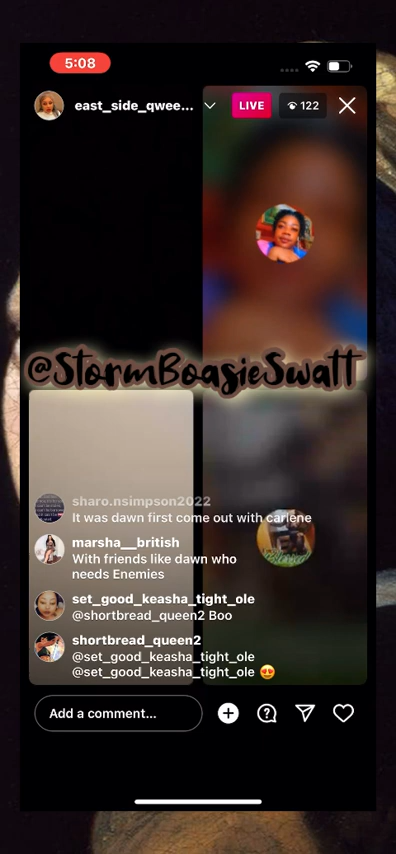 5:08
east_side_qwee...
LIVE
122
@StormBoasieSwatt
sharo.nsimpson2022
It was dawn first come out with carlene
marsha__british
With friends like dawn who
needs Enemies
set_good_keasha_tight_ole
@shortbread_queen2 Boo
shortbread_queen2
@set_good_keasha_tight_ole
@set_good_keasha_tight_ole 😍
Add a comment...